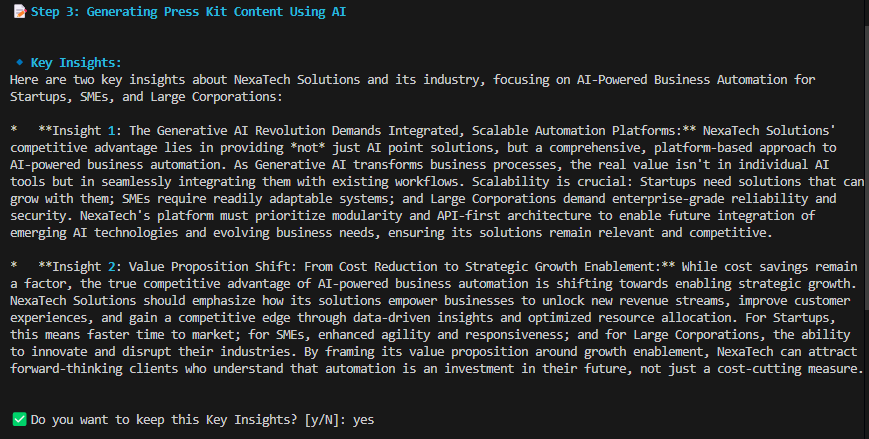 📝 Step 3: Generating Press Kit Content Using AI
🔹 Key Insights:
Here are two key insights about NexaTech Solutions and its industry, focusing on AI-Powered Business Automation for
Startups, SMEs, and Large Corporations:
*   **Insight 1: The Generative AI Revolution Demands Integrated, Scalable Automation Platforms:** NexaTech Solutions'
competitive advantage lies in providing *not* just AI point solutions, but a comprehensive, platform-based approach to
AI-powered business automation. As Generative AI transforms business processes, the real value isn't in individual AI
tools but in seamlessly integrating them with existing workflows. Scalability is crucial: Startups need solutions that can
grow with them; SMEs require readily adaptable systems; and Large Corporations demand enterprise-grade reliability and
security. NexaTech's platform must prioritize modularity and API-first architecture to enable future integration of
emerging AI technologies and evolving business needs, ensuring its solutions remain relevant and competitive.
*   **Insight 2: Value Proposition Shift: From Cost Reduction to Strategic Growth Enablement:** While cost savings remain
a factor, the true competitive advantage of AI-powered business automation is shifting towards enabling strategic growth.
NexaTech Solutions should emphasize how its solutions empower businesses to unlock new revenue streams, improve customer
experiences, and gain a competitive edge through data-driven insights and optimized resource allocation. For Startups,
this means faster time to market; for SMEs, enhanced agility and responsiveness; and for Large Corporations, the ability
to innovate and disrupt their industries. By framing its value proposition around growth enablement, NexaTech can attract
forward-thinking clients who understand that automation is an investment in their future, not just a cost-cutting measure.
✅ Do you want to keep this Key Insights? [y/N]: yes